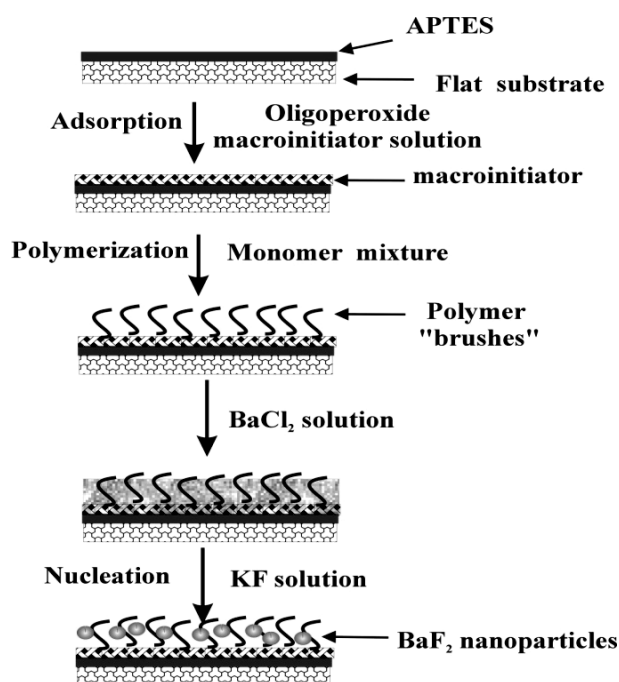 APTES
Flat substrate
Adsorption
Oligoperoxide
macroinitiator solution
macroinitiator
Polymerization
Monomer mixture
Polymer
"brushes"
BaCl₂ solution
Nucleation
KF solution
BaF₂ nanoparticles